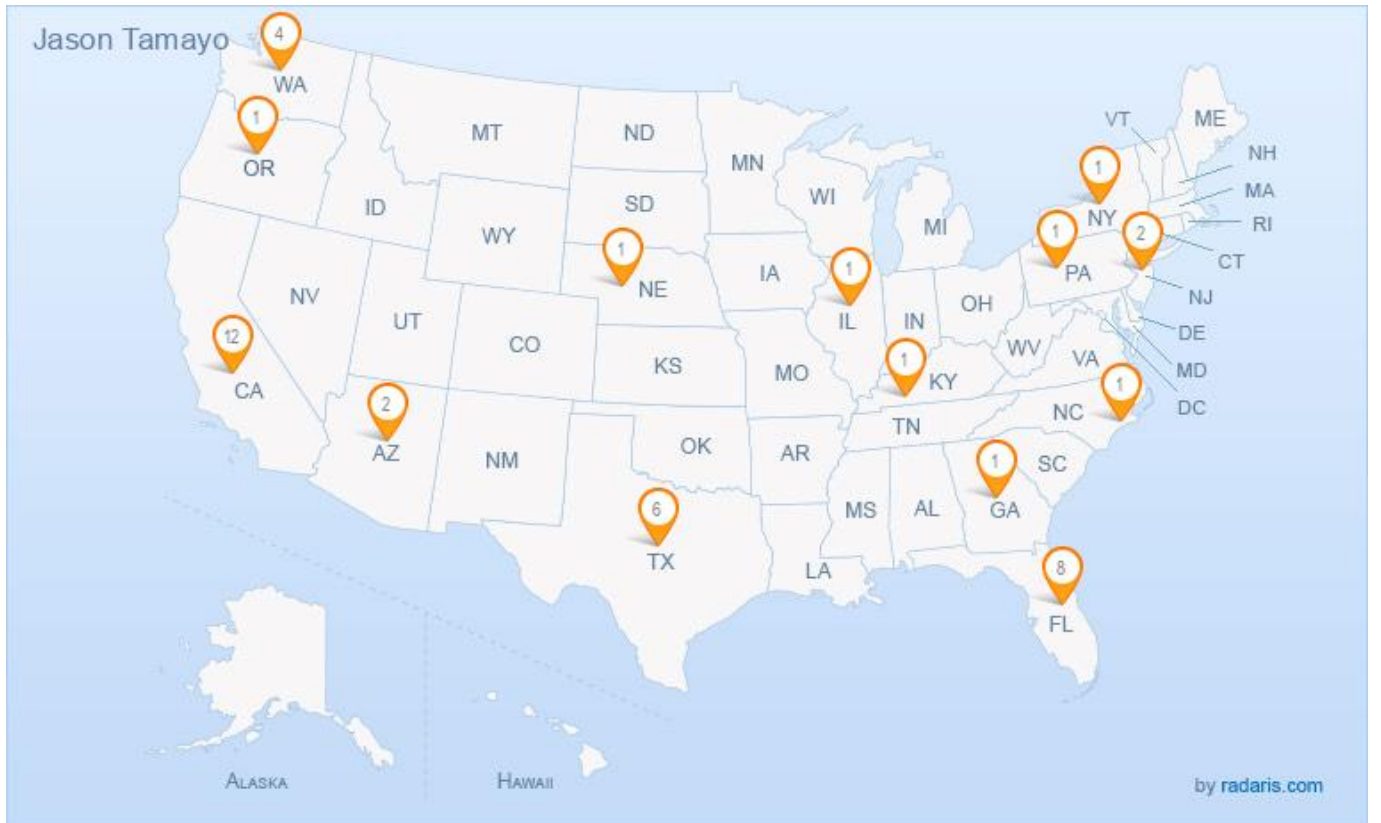 Jason Tamayo
4
WA
1
OR
MT
ND
MN
VT
ME
NH
MA
RI
CT
NJ
DE
MD
DC
ID
WY
SD
WI
MI
1
NY
1
PA
2
1
NE
IA
1
IL
IN
OH
NV
UT
CO
KS
MO
WV
VA
12
CA
2
AZ
NM
OK
AR
1
KY
TN
1
NC
SC
6
TX
LA
MS
AL
1
GA
8
FL
ALASKA
HAWAII
by radaris.com